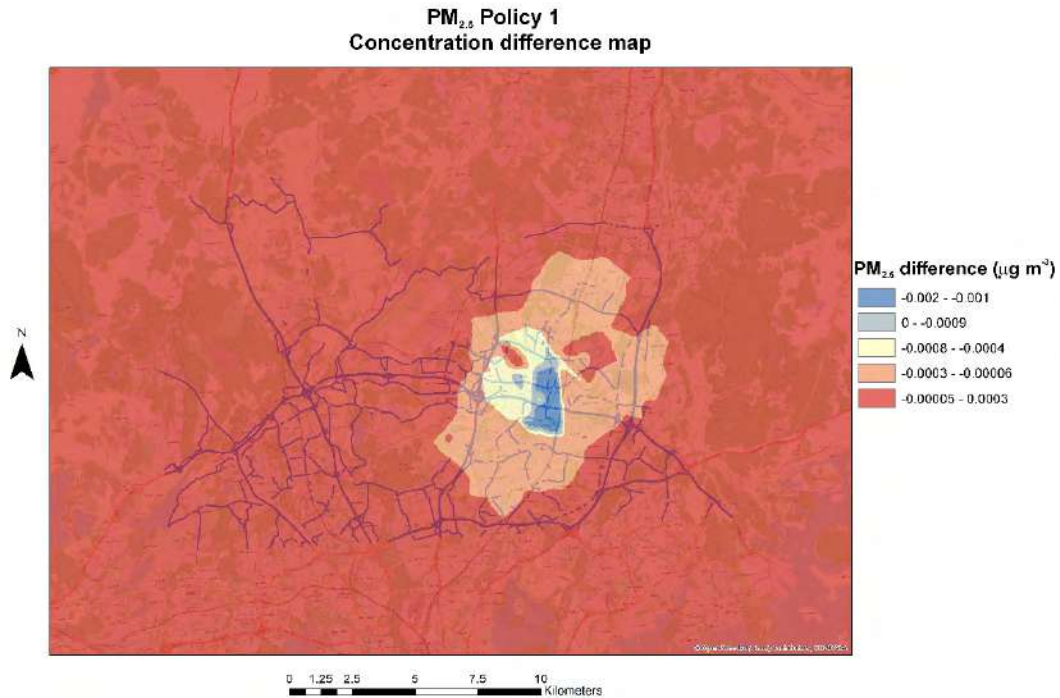 PM2.5 Policy 1
Concentration difference map
PM2.5 difference (µg m-3)
-0.002 - -0.001
0 - -0.0009
-0.0008 - -0.0004
-0.0003 - -0.00006
-0.00005 - 0.0003
N
0 1.25 2.5 5 7.5 10
Kilometers